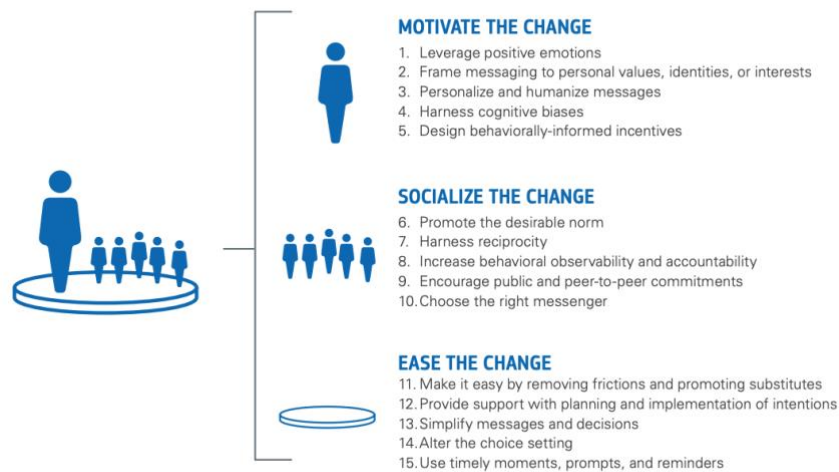 MOTIVATE THE CHANGE
1. Leverage positive emotions
2. Frame messaging to personal values, identities, or interests
3. Personalize and humanize messages
4. Harness cognitive biases
5. Design behaviorally-informed incentives
SOCIALIZE THE CHANGE
6. Promote the desirable norm
7. Harness reciprocity
8. Increase behavioral observability and accountability
9. Encourage public and peer-to-peer commitments
10. Choose the right messenger
EASE THE CHANGE
11. Make it easy by removing frictions and promoting substitutes
12. Provide support with planning and implementation of intentions
13. Simplify messages and decisions
14. Alter the choice setting
15. Use timely moments, prompts, and reminders